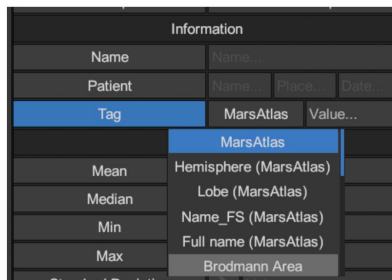 Information
Name Name...
Patient Name... Place... Date...
Tag MarsAtlas Value...
MarsAtlas
Hemisphere (MarsAtlas)
Mean
Lobe (MarsAtlas)
Median
Name_FS (MarsAtlas)
Min
Full name (MarsAtlas)
Max
Brodmann Area